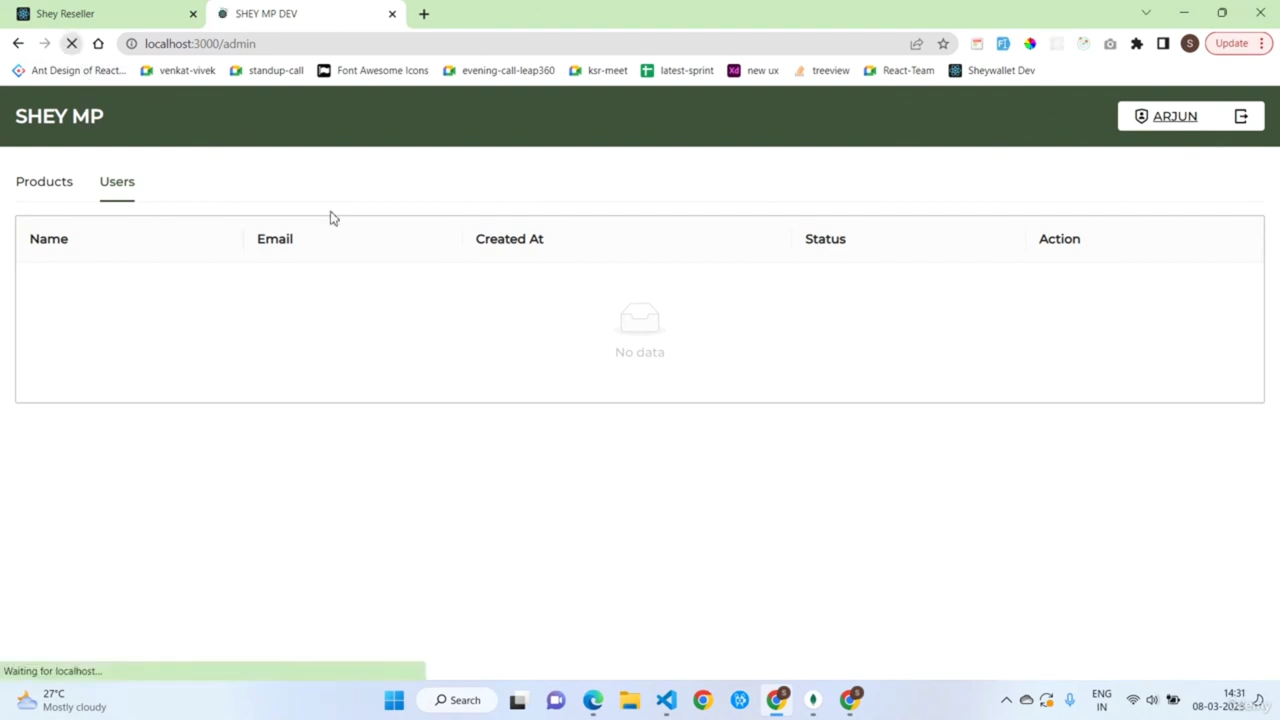 Shey Reseller
SHEY MP DEV
localhost:3000/admin
Update
Ant Design of React...
venkat-vivek
standup-call
Font Awesome Icons
evening-call-leap360
ksr-meet
latest-sprint
Xd new ux
treeview
React-Team
Sheywallet Dev
SHEY MP
ARJUN
Products Users
Name Email Created At Status Action
No data
Waiting for localhost...
27°C
Mostly cloudy
Search
ENG
IN
14:31
08-03-2023